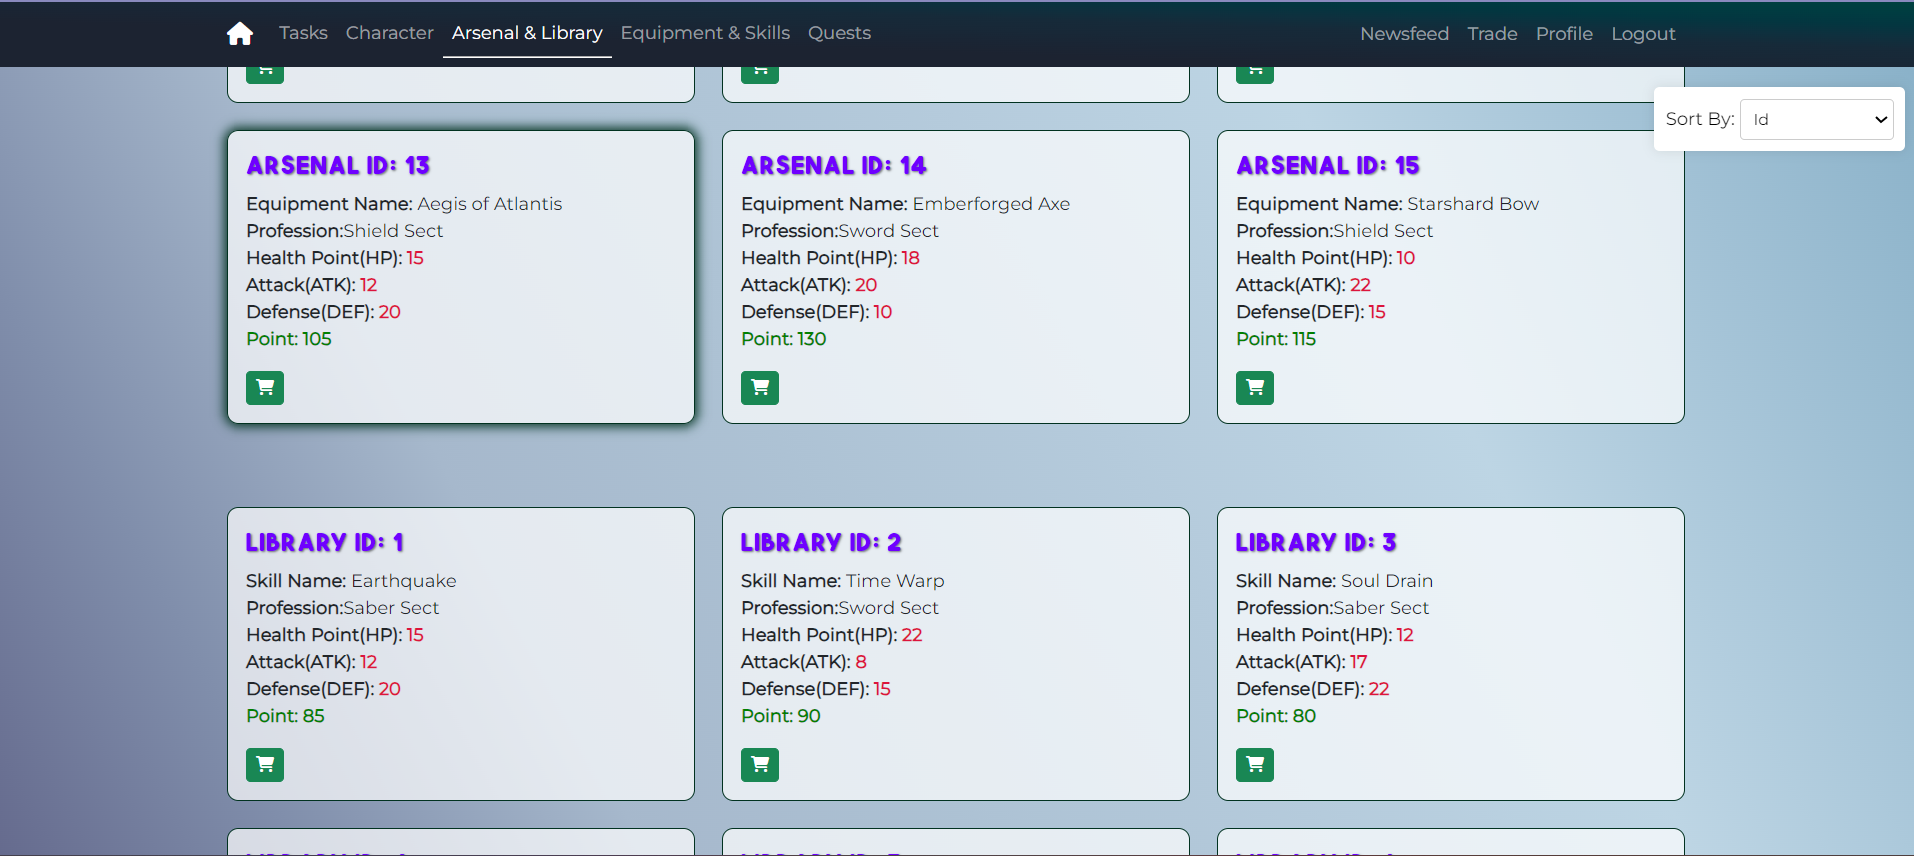 Tasks Character Arsenal & Library Equipment & Skills Quests Newsfeed Trade Profile Logout
Sort By: Id
ARSENAL ID: 13
Equipment Name: Aegis of Atlantis
Profession:Shield Sect
Health Point(HP): 15
Attack(ATK): 12
Defense(DEF): 20
Point: 105
ARSENAL ID: 14
Equipment Name: Emberforged Axe
Profession:Sword Sect
Health Point(HP): 18
Attack(ATK): 20
Defense(DEF): 10
Point: 130
ARSENAL ID: 15
Equipment Name: Starshard Bow
Profession:Shield Sect
Health Point(HP): 10
Attack(ATK): 22
Defense(DEF): 15
Point: 115
LIBRARY ID: 1
Skill Name: Earthquake
Profession:Saber Sect
Health Point(HP): 15
Attack(ATK): 12
Defense(DEF): 20
Point: 85
LIBRARY ID: 2
Skill Name: Time Warp
Profession:Sword Sect
Health Point(HP): 22
Attack(ATK): 8
Defense(DEF): 15
Point: 90
LIBRARY ID: 3
Skill Name: Soul Drain
Profession:Saber Sect
Health Point(HP): 12
Attack(ATK): 17
Defense(DEF): 22
Point: 80